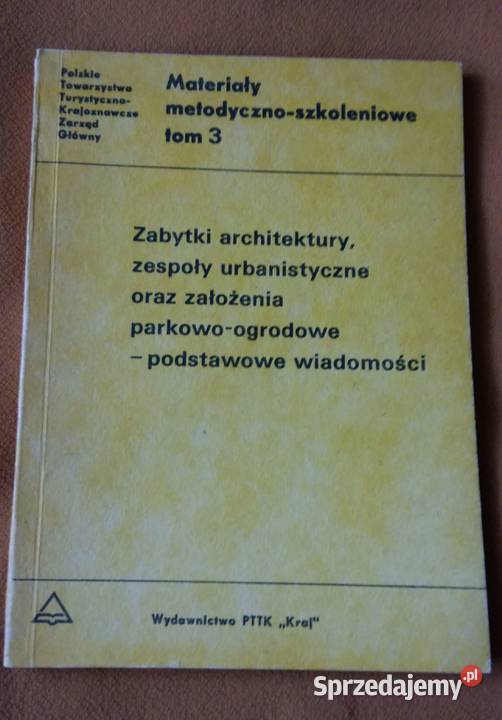 Polskie
Towarzystwo
Turystyczno-
Krajoznawcze
Zarząd
Główny
Materiały
metodyczno-szkoleniowe
tom 3
Zabytki architektury,
zespoły urbanistyczne
oraz założenia
parkowo-ogrodowe
–podstawowe wiadomości
Wydawnictwo PTTK „Kraj"
Sprzedajemy.pl